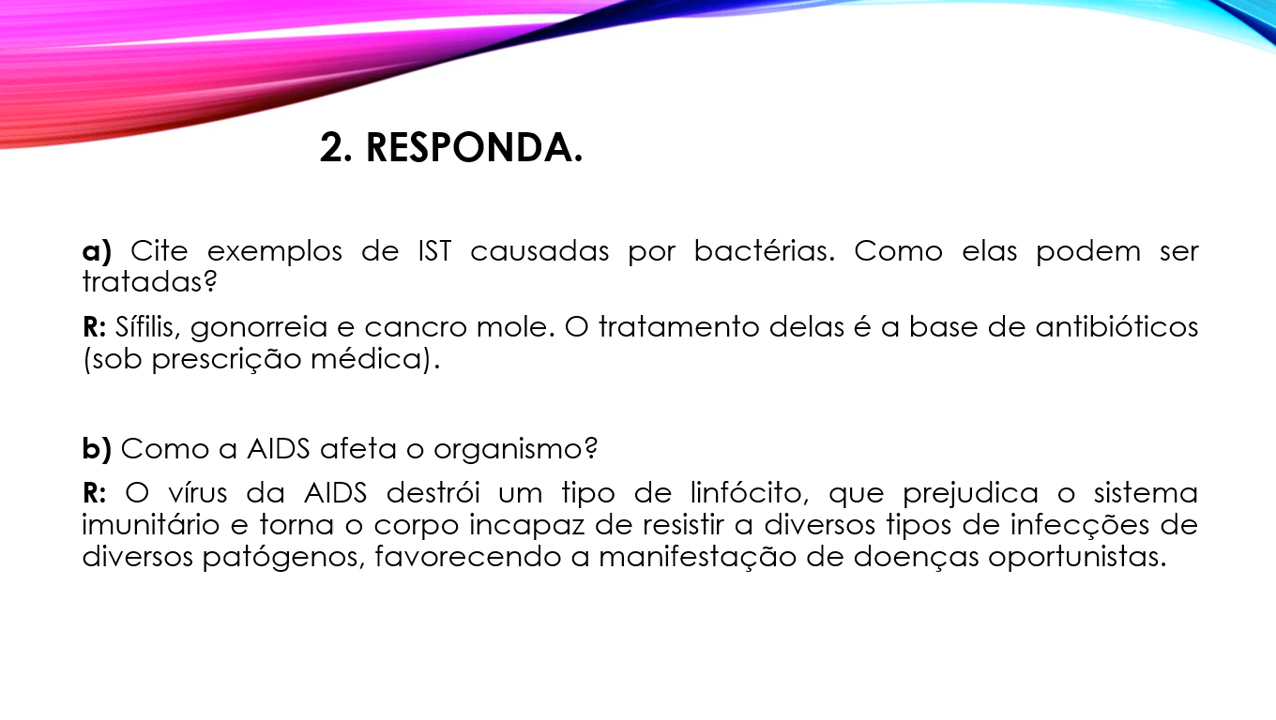 2. RESPONDA.
a) Cite exemplos de IST causadas por bactérias. Como elas podem ser
tratadas?
R: Sífilis, gonorreia e cancro mole. O tratamento delas é a base de antibióticos
(sob prescrição médica).
b) Como a AIDS afeta o organismo?
R: O vírus da AIDS destrói um tipo de linfócito, que prejudica o sistema
imunitário e torna o corpo incapaz de resistir a diversos tipos de infecções de
diversos patógenos, favorecendo a manifestação de doenças oportunistas.